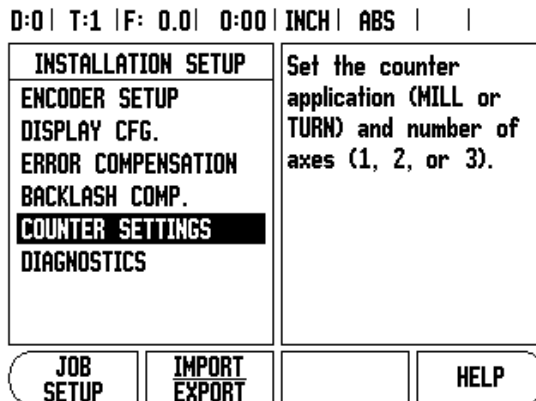 D:0 | T:1 | F: 0.0 | 0:00 | INCH | ABS | |
INSTALLATION SETUP
ENCODER SETUP
DISPLAY CFG.
ERROR COMPENSATION
BACKLASH COMP.
COUNTER SETTINGS
DIAGNOSTICS
Set the counter
application (MILL or
TURN) and number of
axes (1, 2, or 3).
JOB
SETUP
IMPORT
EXPORT
HELP